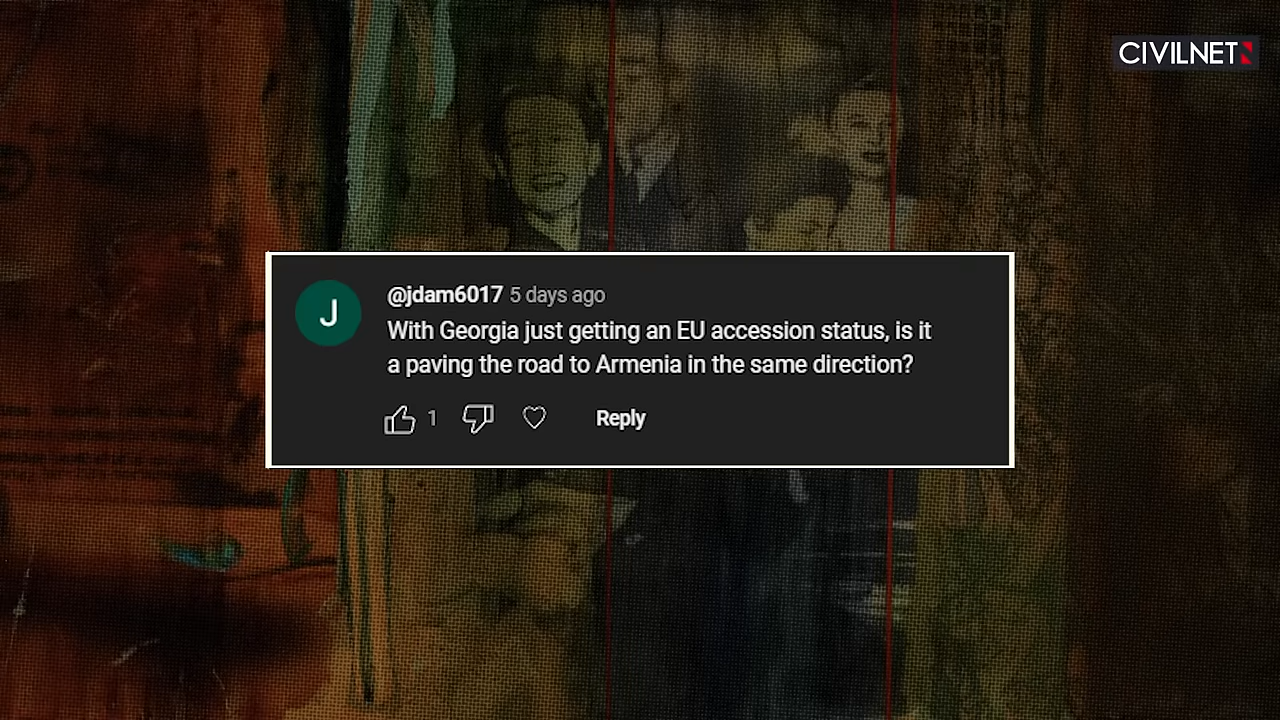 CIVILNET
J
@jdam6017 5 days ago
With Georgia just getting an EU accession status, is it
a paving the road to Armenia in the same direction?
1
Reply